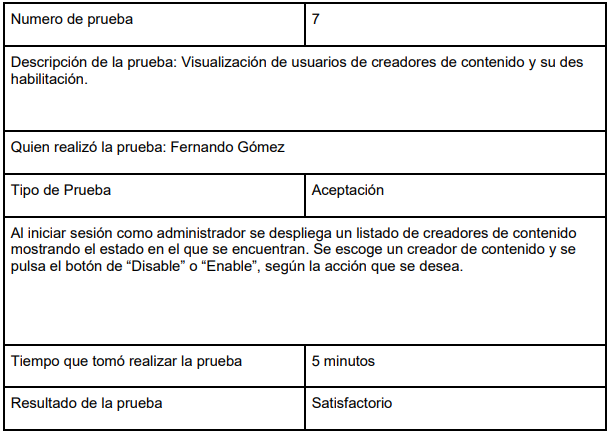 Numero de prueba 7
Descripción de la prueba: Visualización de usuarios de creadores de contenido y su des
habilitación.
Quien realizó la prueba: Fernando Gómez
Tipo de Prueba Aceptación
Al iniciar sesión como administrador se despliega un listado de creadores de contenido
mostrando el estado en el que se encuentran. Se escoge un creador de contenido y se
pulsa el botón de “Disable” o “Enable”, según la acción que se desea.
Tiempo que tomó realizar la prueba 5 minutos
Resultado de la prueba Satisfactorio